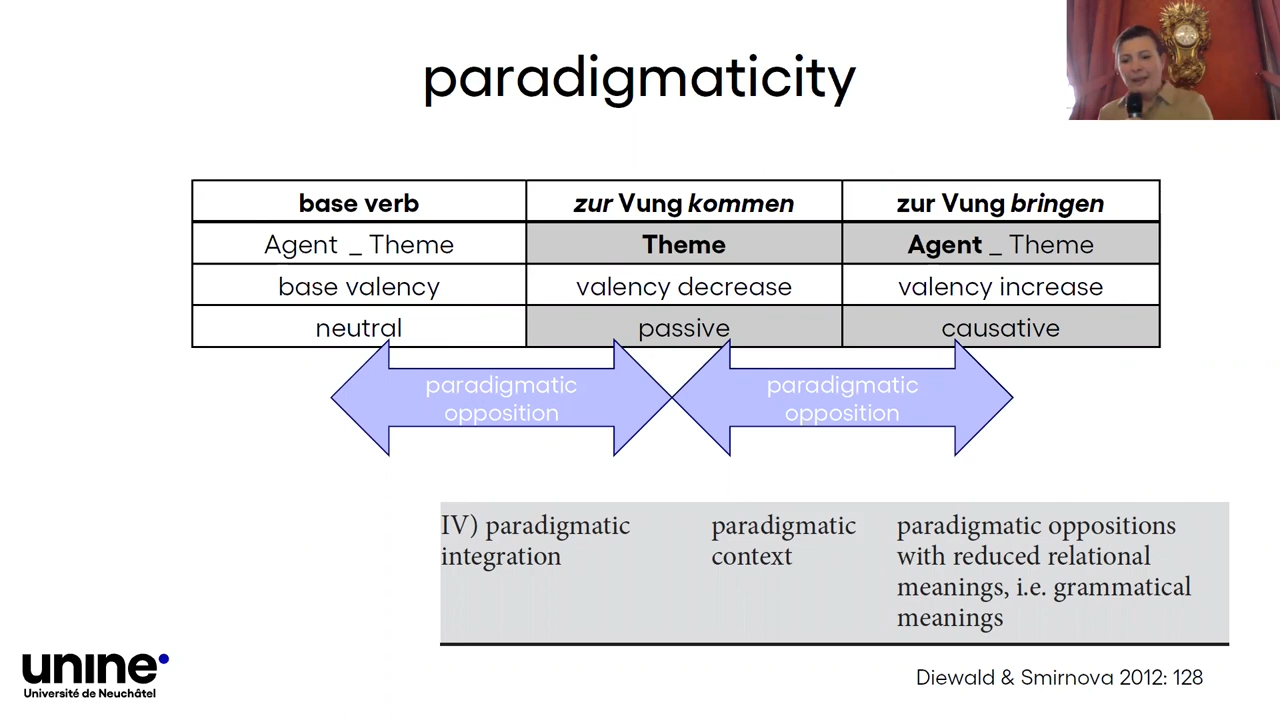 paradigmaticity
base verb
zur Vung kommen
zur Vung bringen
Agent _ Theme
Theme
Agent _ Theme
base valency
valency decrease
valency increase
neutral
passive
causative
paradigmatic
opposition
paradigmatic
opposition
IV) paradigmatic
integration
paradigmatic
context
paradigmatic oppositions
with reduced relational
meanings, i.e. grammatical
meanings
unine
Université de Neuchâtel
Diewald & Smirnova 2012: 128